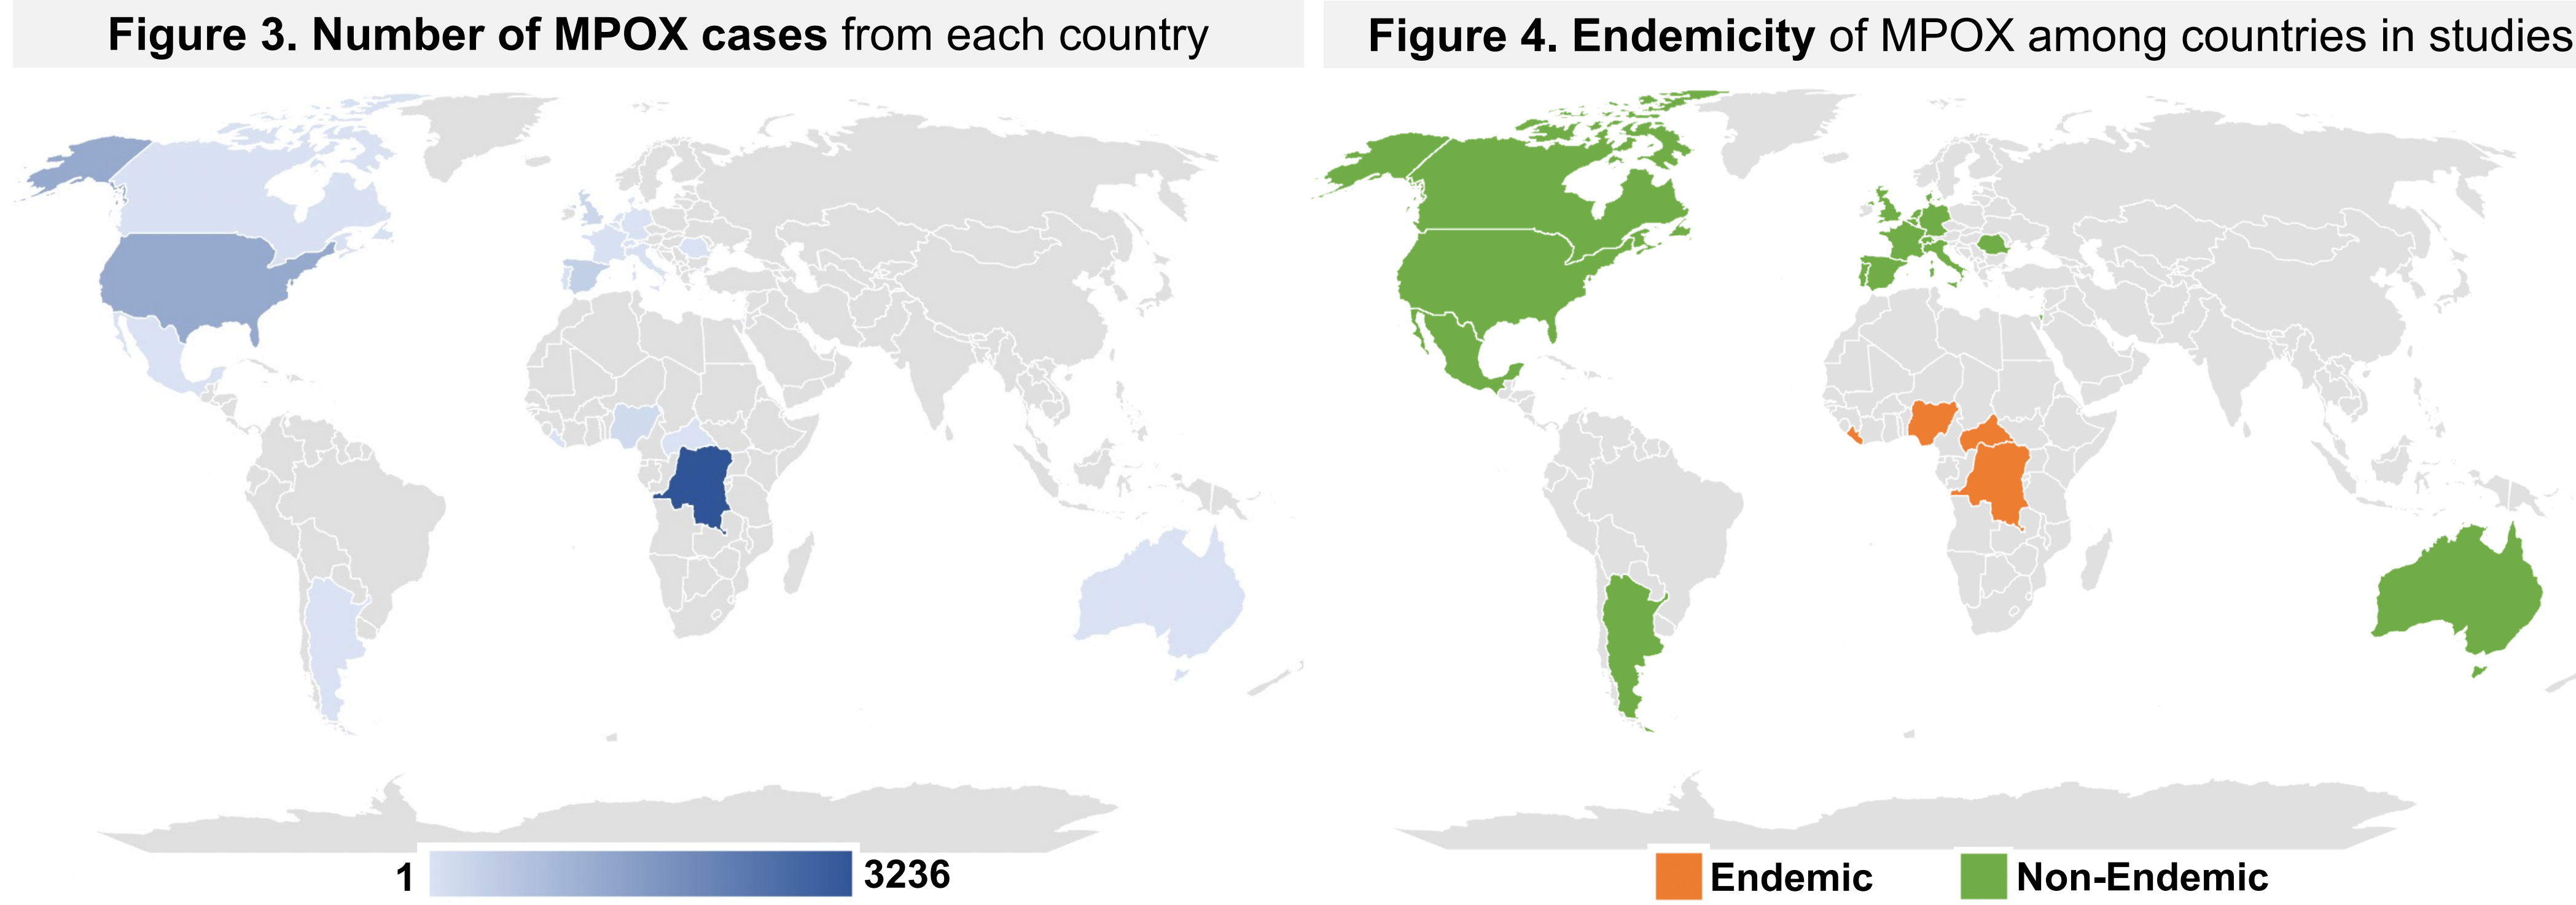 Figure 3. Number of MPOX cases from each country
Figure 4. Endemicity of MPOX among countries in studies
1
3236
Endemic
Non-Endemic